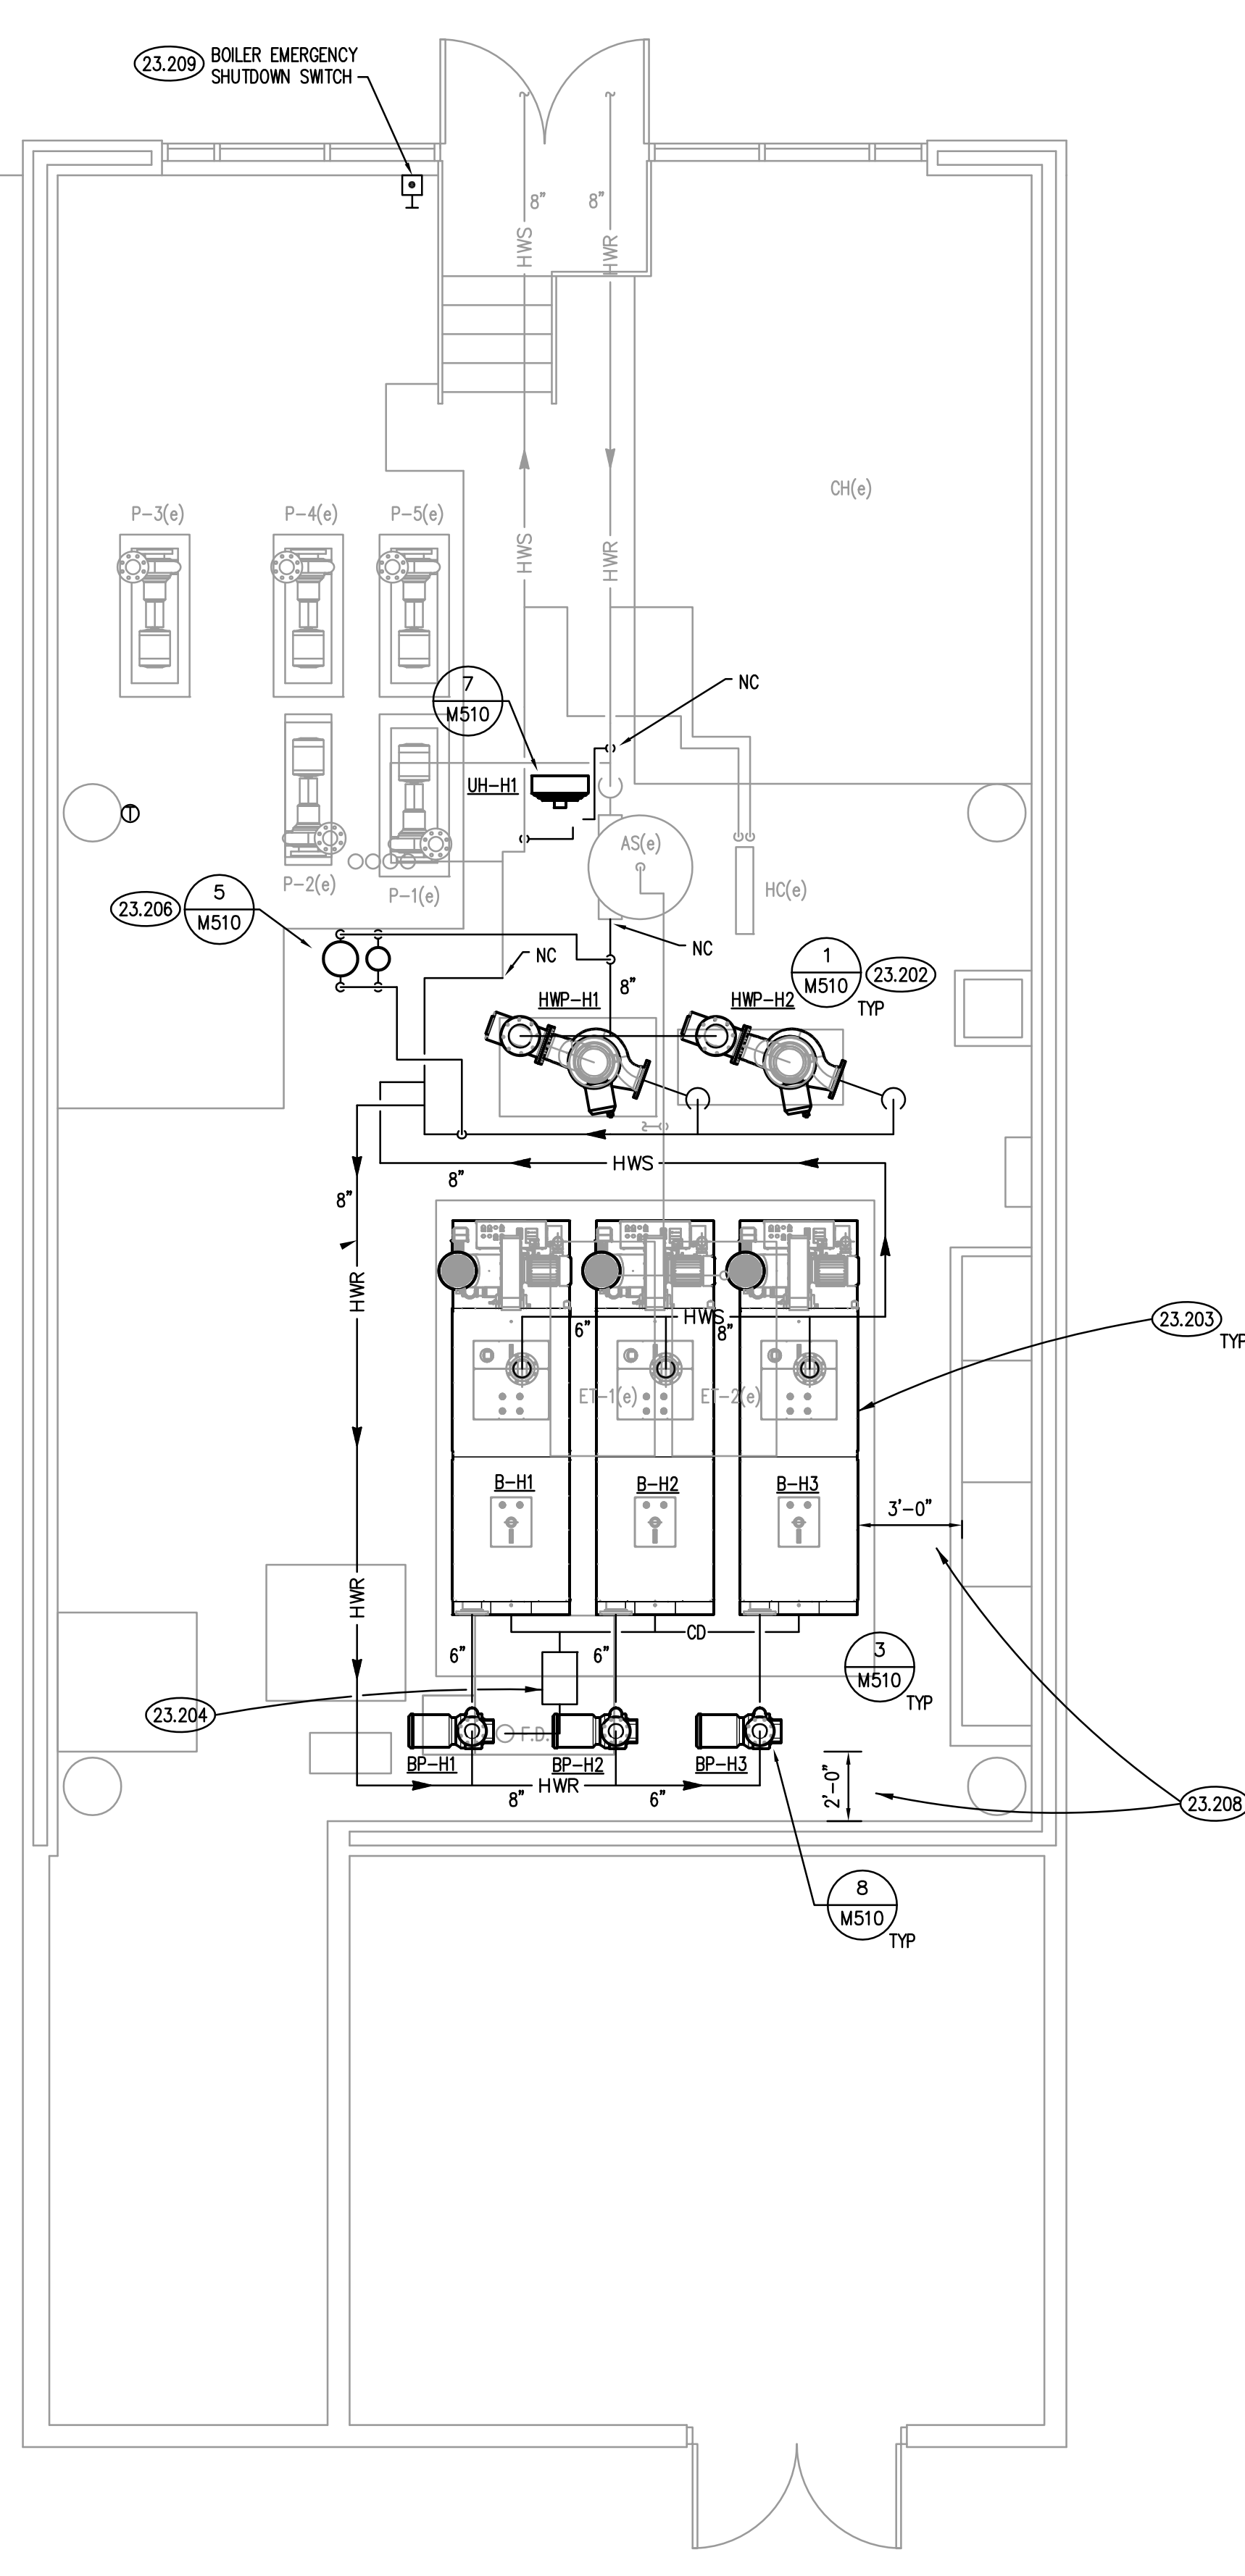 23.209
BOILER EMERGENCY
SHUTDOWN SWITCH
8"
8"
HWS
HWR
CH(e)
P-3(e)
P-4(e)
P-5(e)
HWS
HWR
7
M510
NC
UH-H1
AS(e)
HC(e)
P-2(e)
P-1(e)
23.206
5
M510
NC
NC
1
M510
23.202
TYP
8"
HWP-H1
HWP-H2
HWS
8"
8"
HWR
HWS
6"
8"
23.203
TYP
ET-1(e)
ET-2(e)
B-H1
B-H2
B-H3
3'-0"
HWR
CD
6"
6"
3
M510
TYP
23.204
F.D.
BP-H1
BP-H2
BP-H3
HWR
8"
6"
2'-0"
23.208
8
M510
TYP